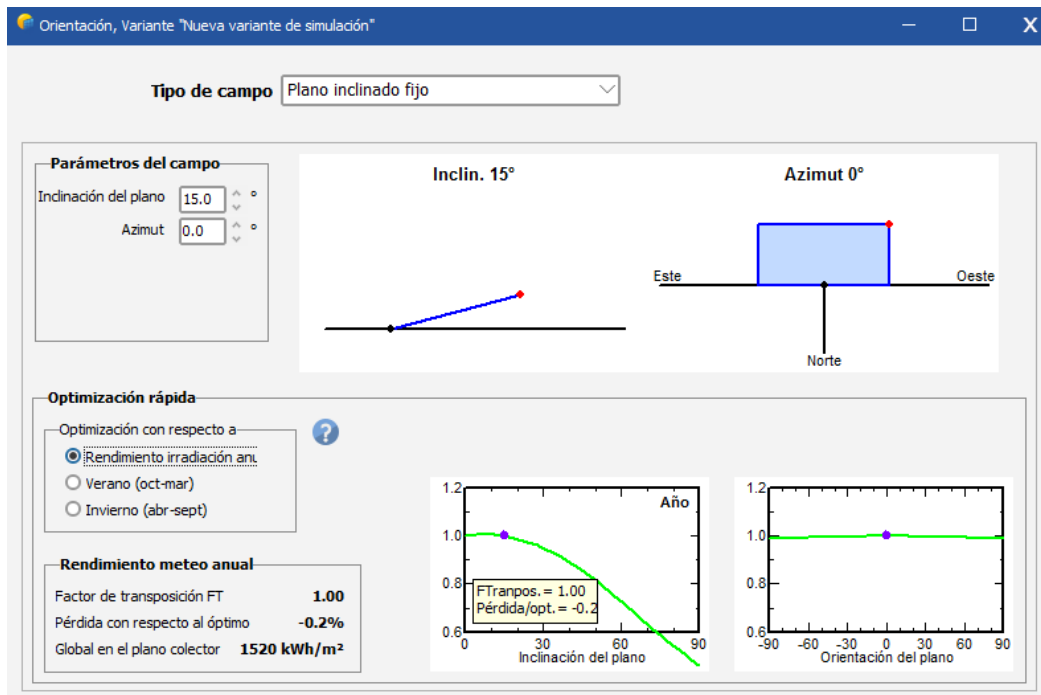 Orientación, Variante "Nueva variante de simulación"
Tipo de campo Plano inclinado fijo
Parámetros del campo
Inclinación del plano 15.0 °
Azimut 0.0 °
Inclin. 15°
Azimut 0°
Este
Oeste
Norte
Optimización rápida
Optimización con respecto a
Rendimiento irradiación anu
Verano (oct-mar)
Invierno (abr-sept)
?
Rendimiento meteo anual
Factor de transposición FT 1.00
Pérdida con respecto al óptimo -0.2%
Global en el plano colector 1520 kWh/m²
1.2
Año
1.0
0.8
FTranpos.= 1.00
Pérdida/opt.= -0.2
0.6
0 30 60 90
Inclinación del plano
1.2
1.0
0.8
0.6
-90 -60 -30 0 30 60 90
Orientación del plano